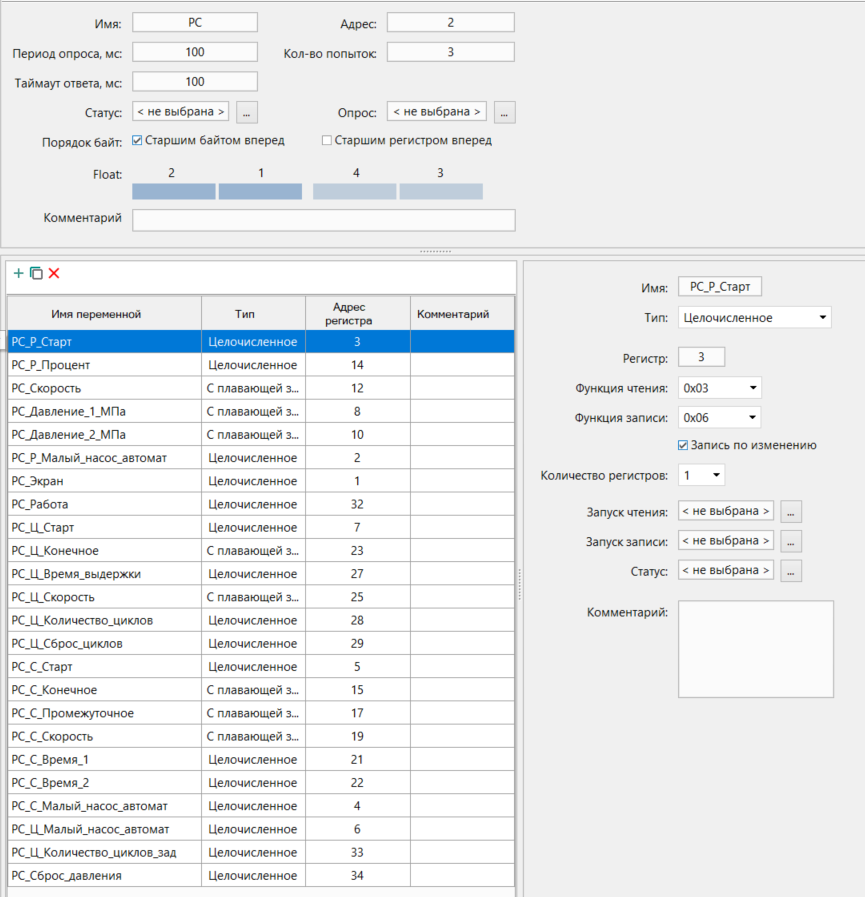 Имя: PC Адрес: 2
Период опроса, мс: 100 Кол-во попыток: 3
Таймаут ответа, мс: 100
Статус: < не выбрана > ... Опрос: < не выбрана > ...
Порядок байт: Старшим байтом вперед Старшим регистром вперед
Float: 2 1 4 3
Комментарий
Имя переменной Тип Адрес регистра Комментарий
PC_P_Старт Целочисленное 3
PC_P_Процент Целочисленное 14
PC_Скорость С плавающей з... 12
PC_Давление_1_МПа С плавающей з... 8
PC_Давление_2_МПа С плавающей з... 10
PC_P_Малый_насос_автомат Целочисленное 2
PC_Экран Целочисленное 1
PC_Работа Целочисленное 32
PC_Ц_Старт Целочисленное 7
PC_Ц_Конечное С плавающей з... 23
PC_Ц_Время_выдержки Целочисленное 27
PC_Ц_Скорость С плавающей з... 25
PC_Ц_Количество_циклов Целочисленное 28
PC_Ц_Сброс_циклов Целочисленное 29
PC_С_Старт Целочисленное 5
PC_С_Конечное С плавающей з... 15
PC_С_Промежуточное С плавающей з... 17
PC_С_Скорость С плавающей з... 19
PC_С_Время_1 Целочисленное 21
PC_С_Время_2 Целочисленное 22
PC_С_Малый_насос_автомат Целочисленное 4
PC_Ц_Малый_насос_автомат Целочисленное 6
PC_Ц_Количество_циклов_зад Целочисленное 33
PC_Сброс_давления Целочисленное 34
Имя: PC_P_Старт
Тип: Целочисленное
Регистр: 3
Функция чтения: 0x03
Функция записи: 0x06
Запись по изменению
Количество регистров: 1
Запуск чтения: < не выбрана > ...
Запуск записи: < не выбрана > ...
Статус: < не выбрана > ...
Комментарий: